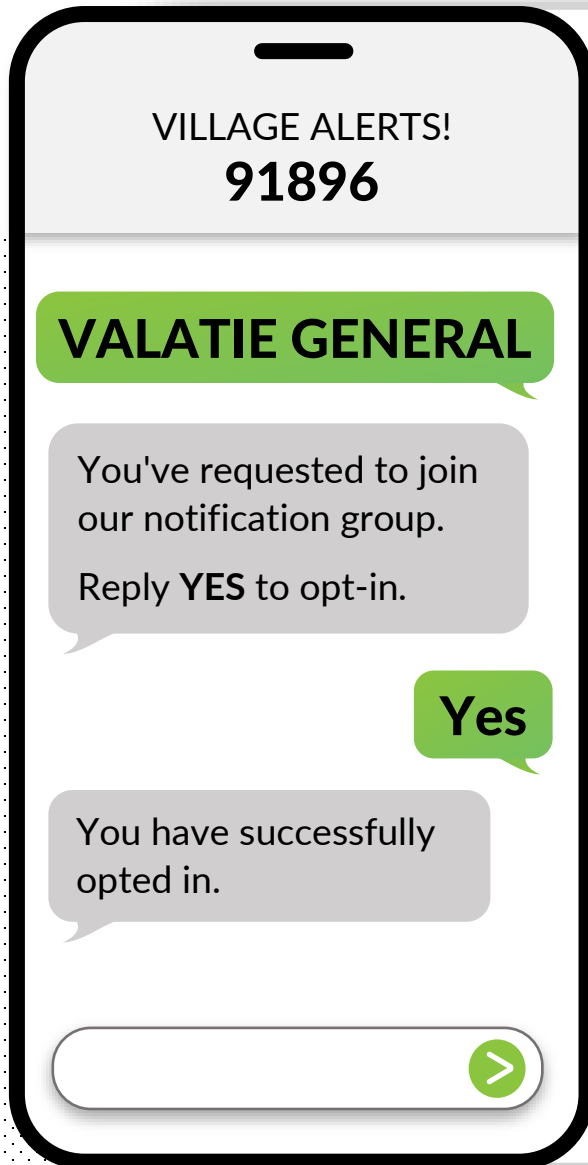 VILLAGE ALERTS!
91896
VALATIE GENERAL
You've requested to join
our notification group.
Reply YES to opt-in.
Yes
You have successfully
opted in.